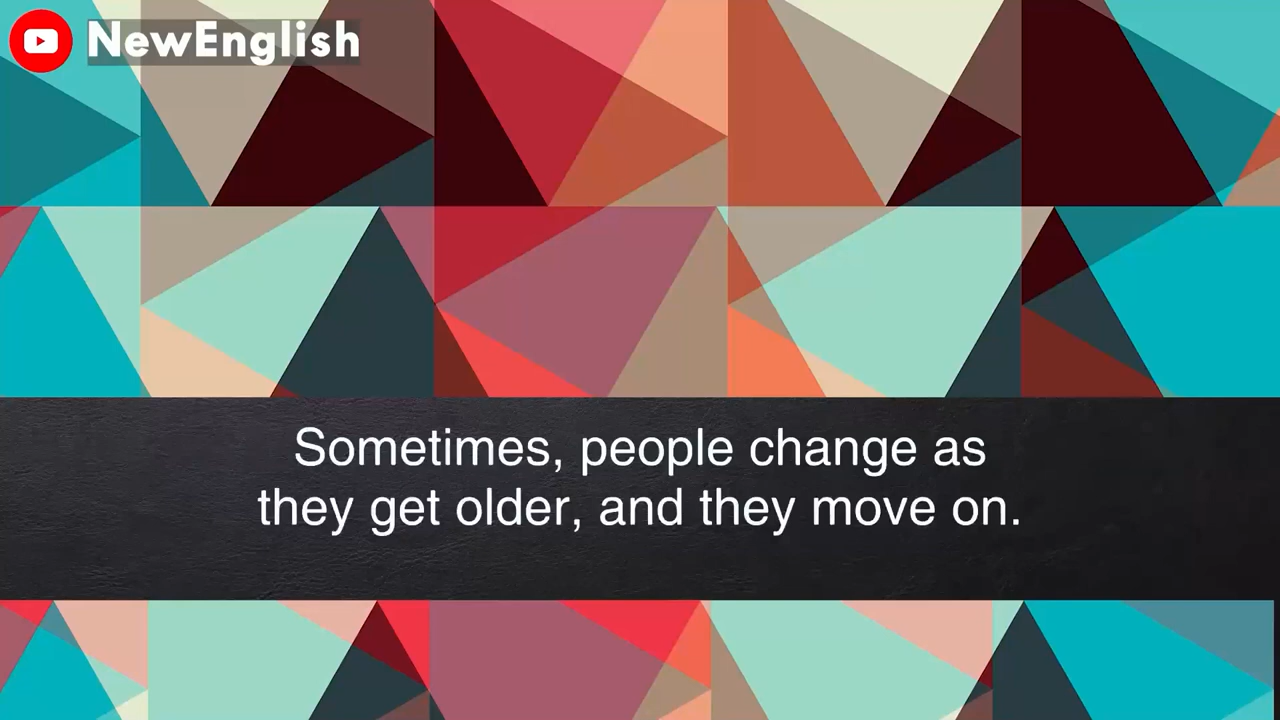 NewEnglish
Sometimes, people change as
they get older, and they move on.